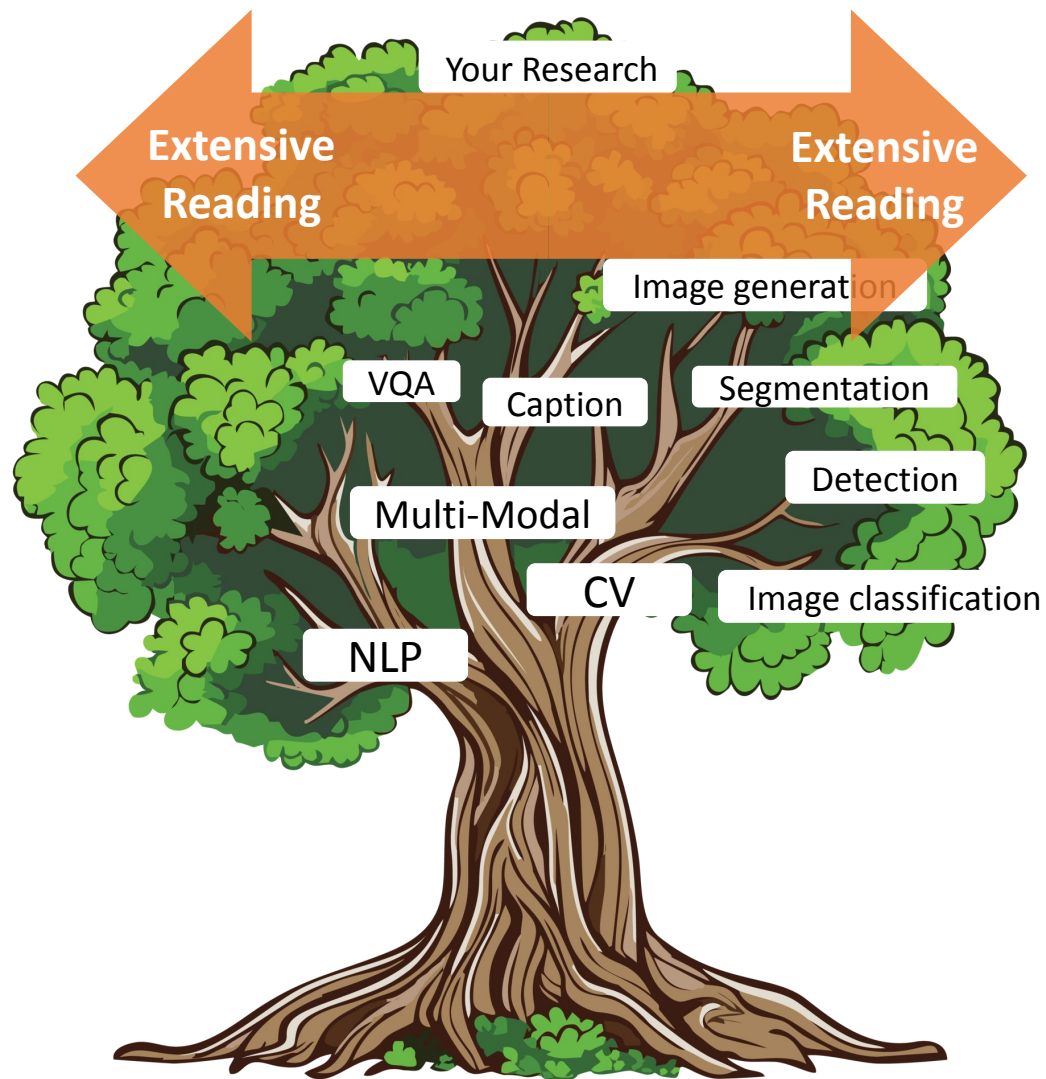 Your Research
Extensive
Reading
Extensive
Reading
Image generation
VQA
Caption
Segmentation
Detection
Multi-Modal
CV
Image classification
NLP